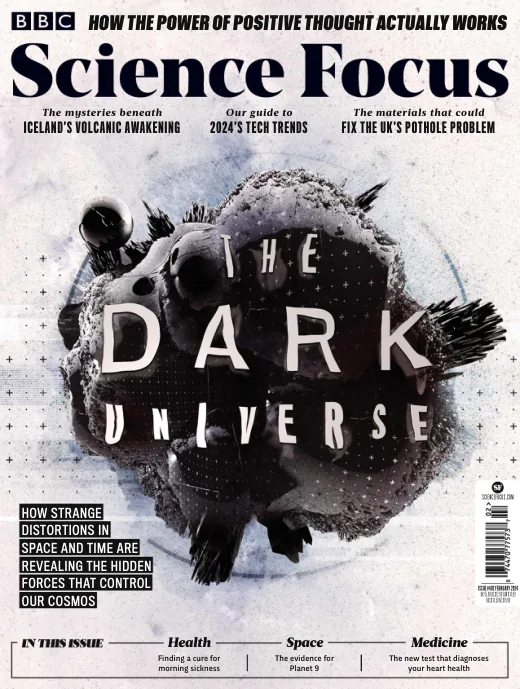 BBC HOW THE POWER OF POSITIVE THOUGHT ACTUALLY WORKS
Science Focus
The mysteries beneath
ICELAND'S VOLCANIC AWAKENING
Our guide to
2024'S TECH TRENDS
The materials that could
FIX THE UK'S POTHOLE PROBLEM
THE
DARK
UNIVERSE
HOW STRANGE
DISTORTIONS IN
SPACE AND TIME ARE
REVEALING THE HIDDEN
FORCES THAT CONTROL
OUR COSMOS
SF
SCIENCEFOCUS.COM
02>
IN THIS ISSUE
Health
Finding a cure for
morning sickness
Space
The evidence for
Planet 9
Medicine
The new test that diagnoses
your heart health